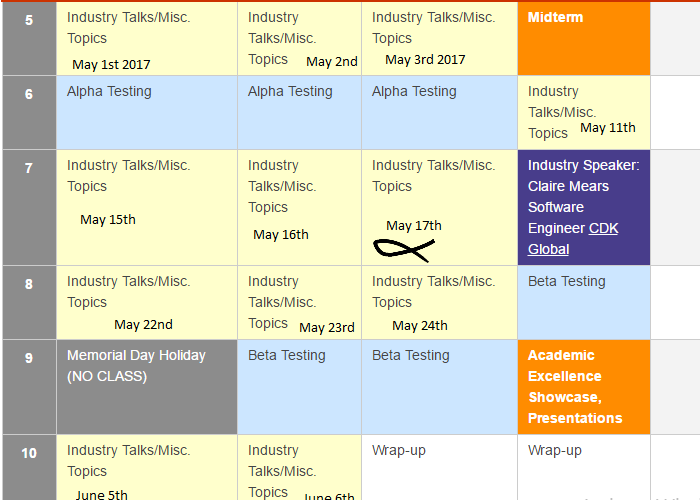 5
Industry Talks/Misc.
Topics
May 1st 2017
Industry
Talks/Misc.
Topics May 2nd
Industry Talks/Misc.
Topics
May 3rd 2017
Midterm
6
Alpha Testing
Alpha Testing
Alpha Testing
Industry
Talks/Misc.
Topics May 11th
7
Industry Talks/Misc.
Topics
May 15th
Industry
Talks/Misc.
Topics
May 16th
Industry Talks/Misc.
Topics
May 17th
Industry Speaker:
Claire Mears
Software
Engineer CDK
Global
8
Industry Talks/Misc.
Topics
May 22nd
Industry
Talks/Misc.
Topics May 23rd
Industry Talks/Misc.
Topics
May 24th
Beta Testing
9
Memorial Day Holiday
(NO CLASS)
Beta Testing
Beta Testing
Academic
Excellence
Showcase,
Presentations
10
Industry Talks/Misc.
Topics
June 5th
Industry
Talks/Misc.
Topics June 6th
Wrap-up
Wrap-up